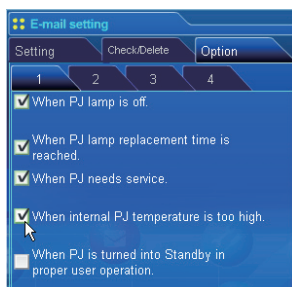 E-mail setting
Setting Check/Delete Option
1 2 3 4
When PJ lamp is off.
When PJ lamp replacement time is
reached.
When PJ needs service.
When internal PJ temperature is too high.
When PJ is turned into Standby in
proper user operation.